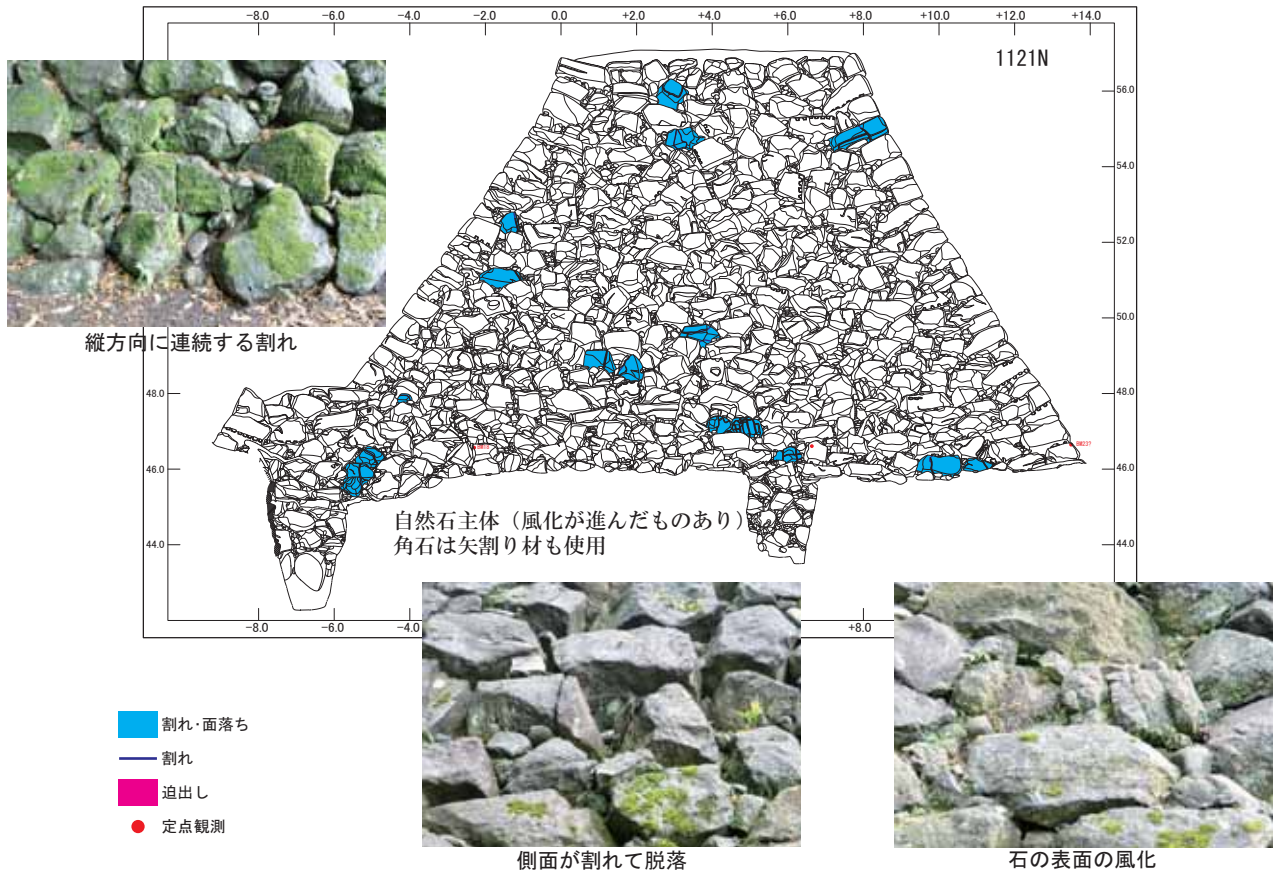 -8.0 -6.0 -4.0 -2.0 0.0 +2.0 +4.0 +6.0 +8.0 +10.0 +12.0 +14.0
1121N
56.0
54.0
52.0
50.0
48.0 48.0
46.0 46.0
44.0 44.0
縦方向に連続する割れ
自然石主体（風化が進んだものあり）
角石は矢割り材も使用
-8.0 -6.0 -4.0 +8.0
割れ・面落ち
割れ
迫出し
定点観測
側面が割れて脱落
石の表面の風化